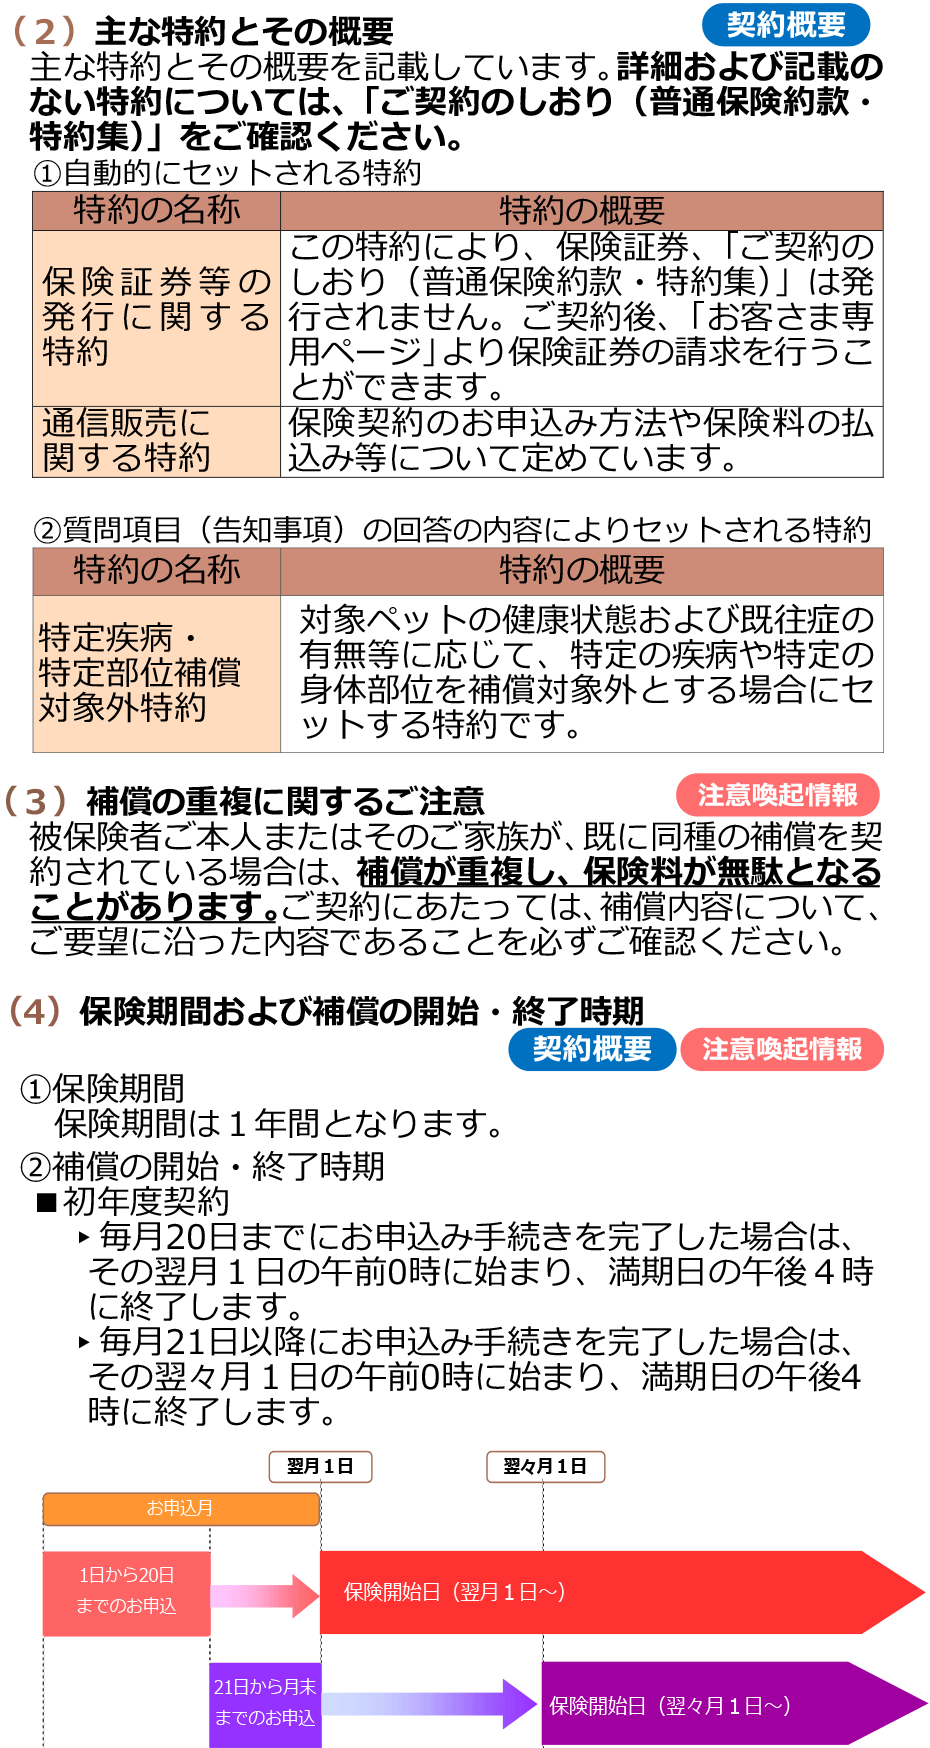 （２）主な特約とその概要
契約概要
主な特約とその概要を記載しています。詳細および記載の
ない特約については、「ご契約のしおり（普通保険約款・
特約集）」をご確認ください。
①自動的にセットされる特約
特約の名称
特約の概要
保険証券等の
発行に関する
特約
この特約により、保険証券、「ご契約の
しおり（普通保険約款・特約集）」は発
行されません。ご契約後、「お客さま専
用ページ」より保険証券の請求を行うこ
とができます。
通信販売に
関する特約
保険契約のお申込み方法や保険料の払
込み等について定めています。
②質問項目（告知事項）の回答の内容によりセットされる特約
特約の名称
特約の概要
特定疾病・
特定部位補償
対象外特約
対象ペットの健康状態および既往症の
有無等に応じて、特定の疾病や特定の
身体部位を補償対象外とする場合にセ
ットする特約です。
（３）補償の重複に関するご注意
注意喚起情報
被保険者ご本人またはそのご家族が、既に同種の補償を契
約されている場合は、補償が重複し、保険料が無駄となる
ことがあります。ご契約にあたっては、補償内容について、
ご要望に沿った内容であることを必ずご確認ください。
（4）保険期間および補償の開始・終了時期
契約概要
注意喚起情報
①保険期間
保険期間は１年間となります。
②補償の開始・終了時期
■初年度契約
▸毎月20日までにお申込み手続きを完了した場合は、
その翌月１日の午前0時に始まり、満期日の午後４時
に終了します。
▸毎月21日以降にお申込み手続きを完了した場合は、
その翌々月１日の午前0時に始まり、満期日の午後4
時に終了します。
翌月１日
翌々月１日
お申込月
1日から20日
までのお申込
保険開始日（翌月１日～）
21日から月末
までのお申込
保険開始日（翌々月１日～）